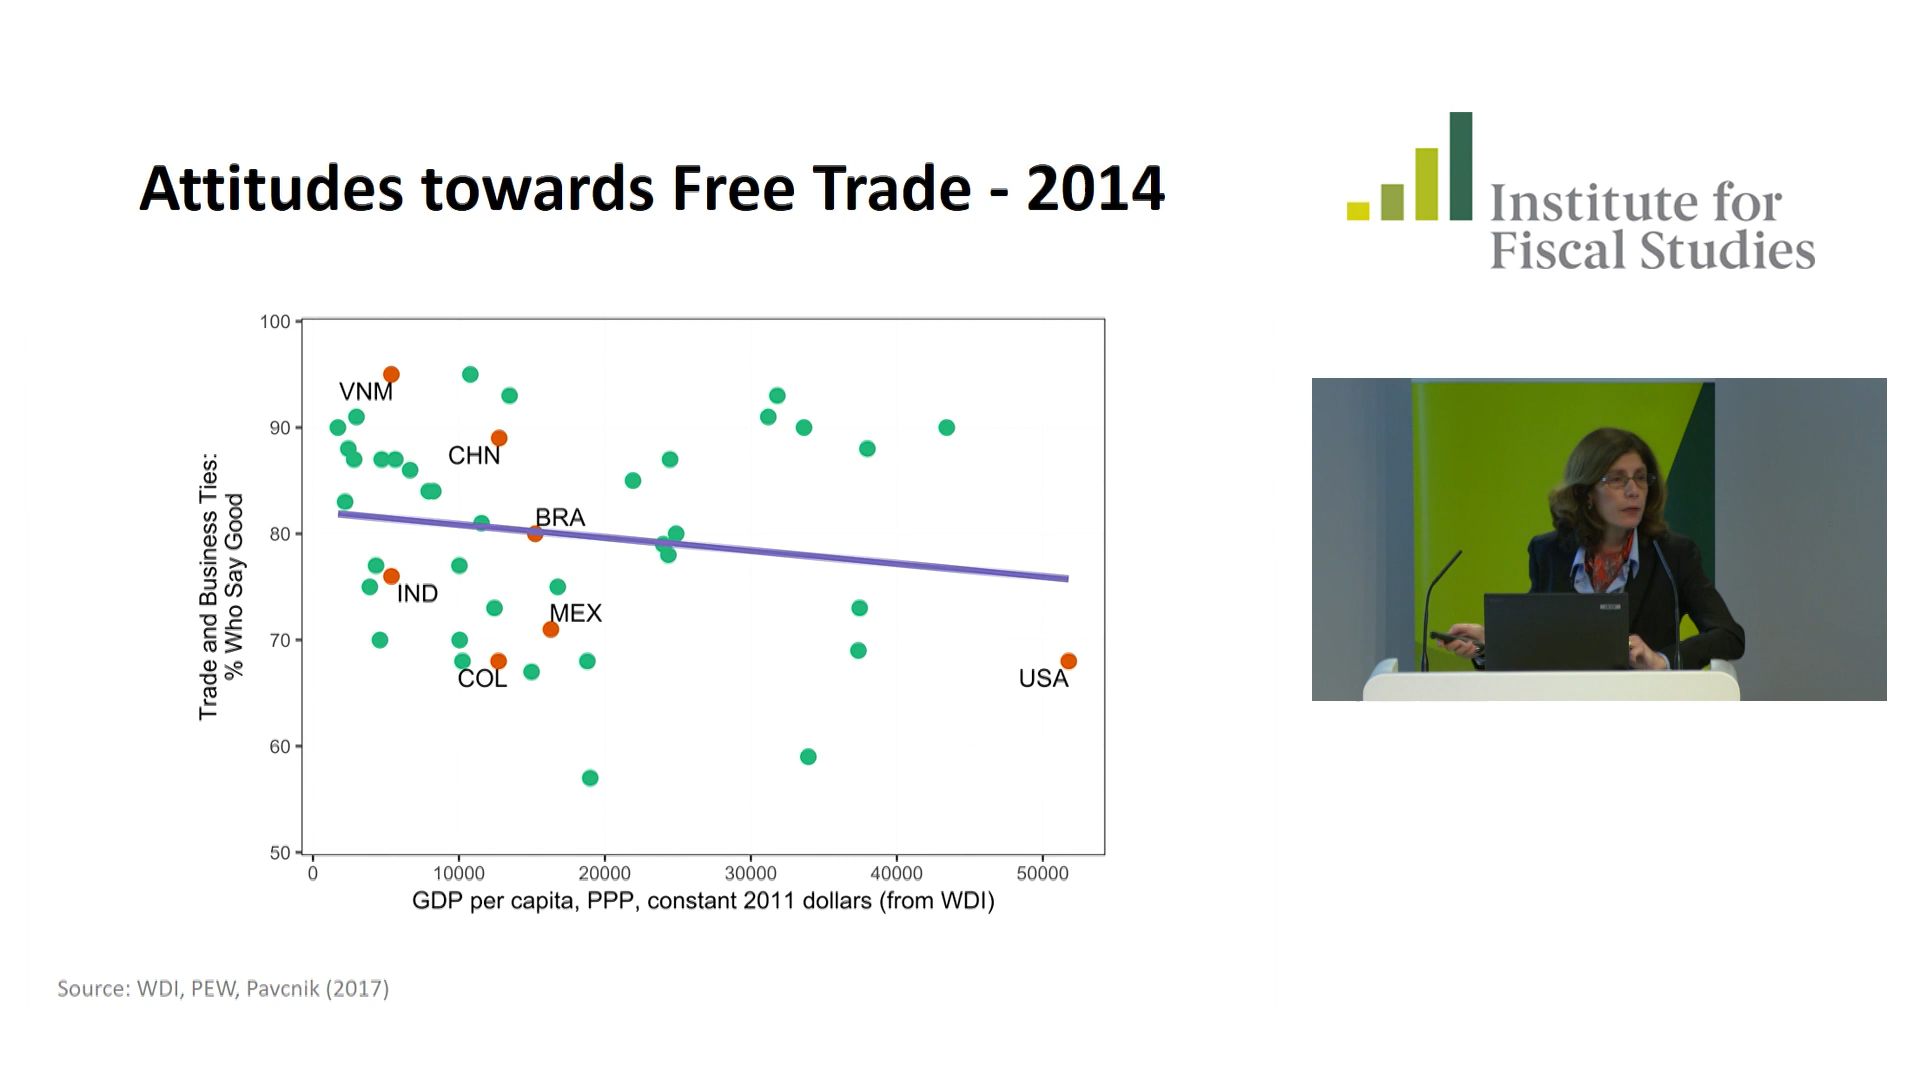 Attitudes towards Free Trade - 2014
Institute for
Fiscal Studies
Trade and Business Ties:
% Who Say Good
100
90
80
70
60
50
VNM
CHN
BRA
IND
MEX
COL
USA
0 10000 20000 30000 40000 50000
GDP per capita, PPP, constant 2011 dollars (from WDI)
Source: WDI, PEW, Pavcnik (2017)